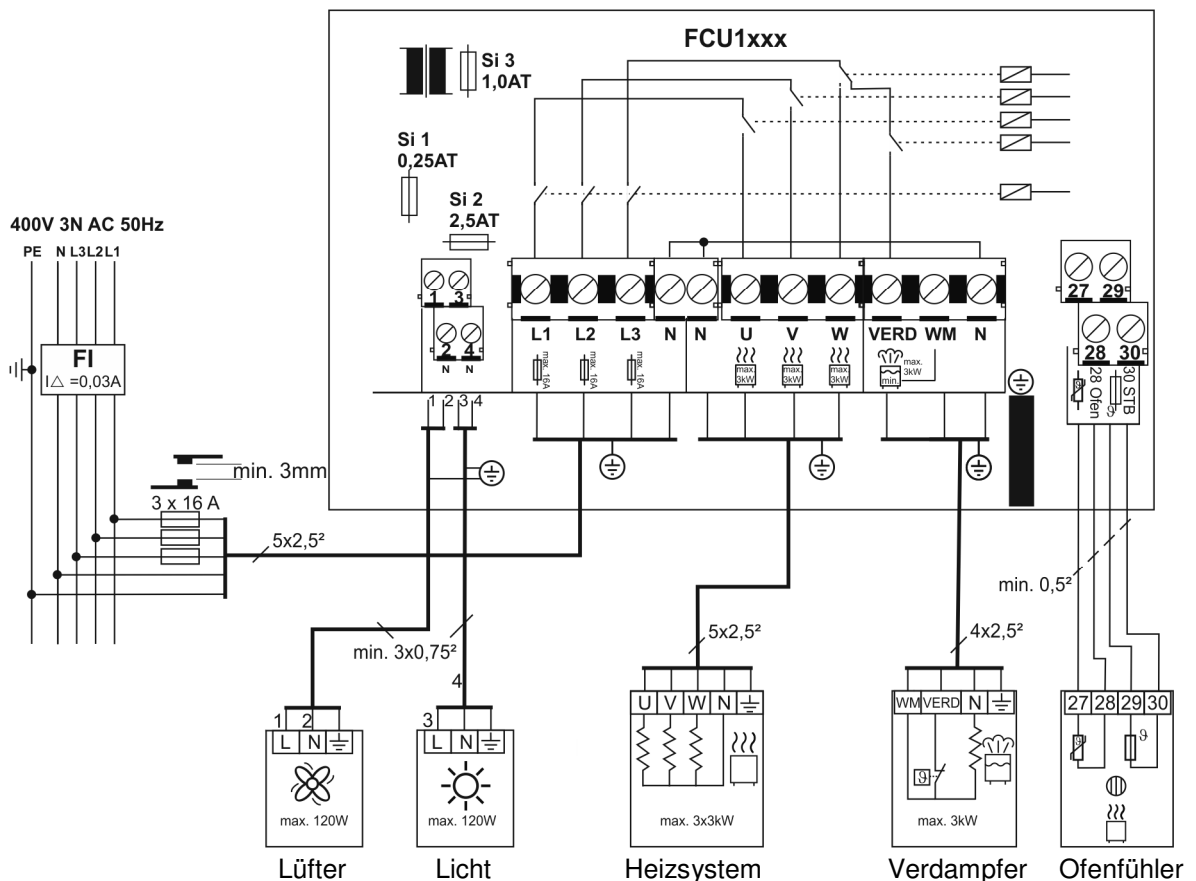 FCU1xxx
Si 3
1,0AT
Si 1
0,25AT
Si 2
2,5AT
400V 3N AC 50Hz
PE N L3 L2 L1
FI
I△ =0,03A
1 3
2 4
N N
L1 L2 L3 N N U V W VERD WM N
max. 16A
max. 16A
max. 16A
max. 3kW
max. 3kW
max. 3kW
min.
max. 3kW
27 29
28 30
28 Ofen
30 STB
ϑ
1 2 3 4
min. 3mm
3 x 16 A
5x2,5²
min. 3x0,75²
5x2,5²
4x2,5²
min. 0,5²
1 2
L N
max. 120W
Lüfter
4
3
L N
max. 120W
Licht
U V W N
max. 3x3kW
Heizsystem
WM VERD N
ϑ
max. 3kW
Verdampfer
27 28 29 30
ϑ
ϑ
Ofenfühler